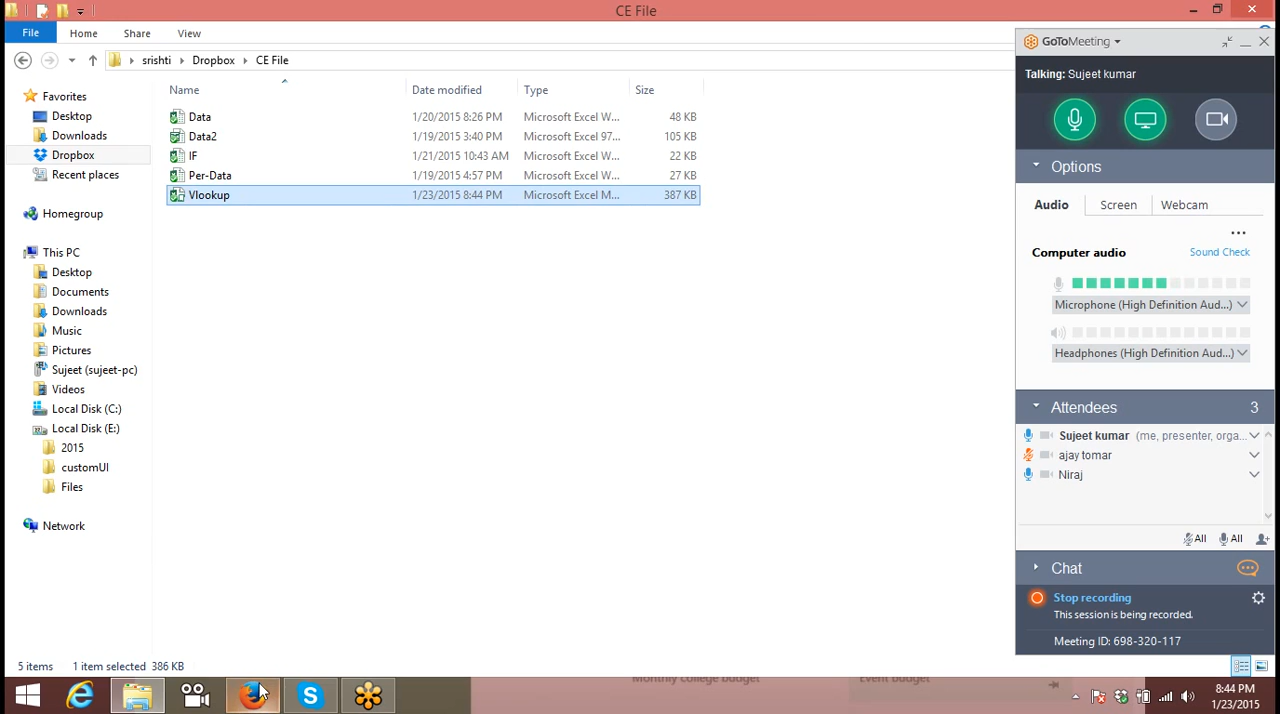 CE File
File Home Share View
srishti Dropbox CE File
Name Date modified Type Size
Favorites
Desktop
Downloads
Dropbox
Recent places
Homegroup
This PC
Desktop
Documents
Downloads
Music
Pictures
Sujeet (sujeet-pc)
Videos
Local Disk (C:)
Local Disk (E:)
2015
customUI
Files
Network
Data 1/20/2015 8:26 PM Microsoft Excel W... 48 KB
Data2 1/19/2015 3:40 PM Microsoft Excel 97... 105 KB
IF 1/21/2015 10:43 AM Microsoft Excel W... 22 KB
Per-Data 1/19/2015 4:57 PM Microsoft Excel W... 27 KB
Vlookup 1/23/2015 8:44 PM Microsoft Excel M... 387 KB
5 items 1 item selected 386 KB
GoToMeeting
Talking: Sujeet kumar
Options
Audio Screen Webcam
Computer audio Sound Check
Microphone (High Definition Aud...)
Headphones (High Definition Aud...)
Attendees 3
Sujeet kumar (me, presenter, orga...
ajay tomar
Niraj
All All
Chat
Stop recording
This session is being recorded.
Meeting ID: 698-320-117
Monthly college budget Event budget
8:44 PM
1/23/2015